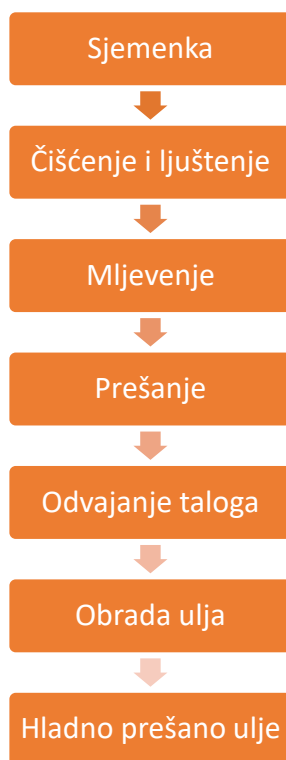 Sjemenka
Čišćenje i ljuštenje
Mljevenje
Prešanje
Odvajanje taloga
Obrada ulja
Hladno prešano ulje